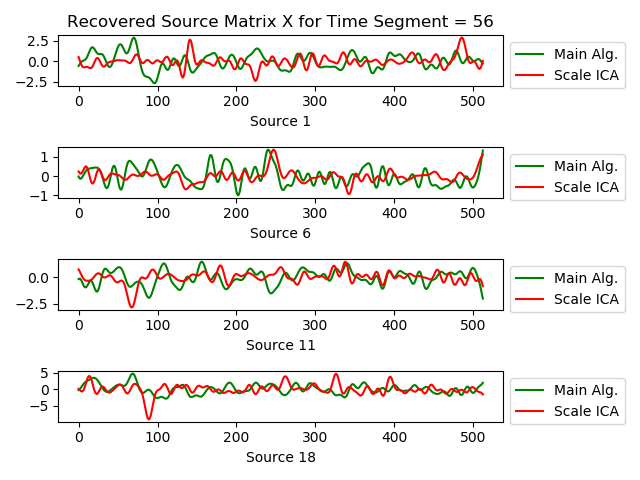 Recovered Source Matrix X for Time Segment = 56
2.5
0.0
−2.5
0 100 200 300 400 500
Source 1
Main Alg.
Scale ICA
1
0
−1
0 100 200 300 400 500
Source 6
Main Alg.
Scale ICA
0.0
−2.5
0 100 200 300 400 500
Source 11
Main Alg.
Scale ICA
5
0
−5
0 100 200 300 400 500
Source 18
Main Alg.
Scale ICA